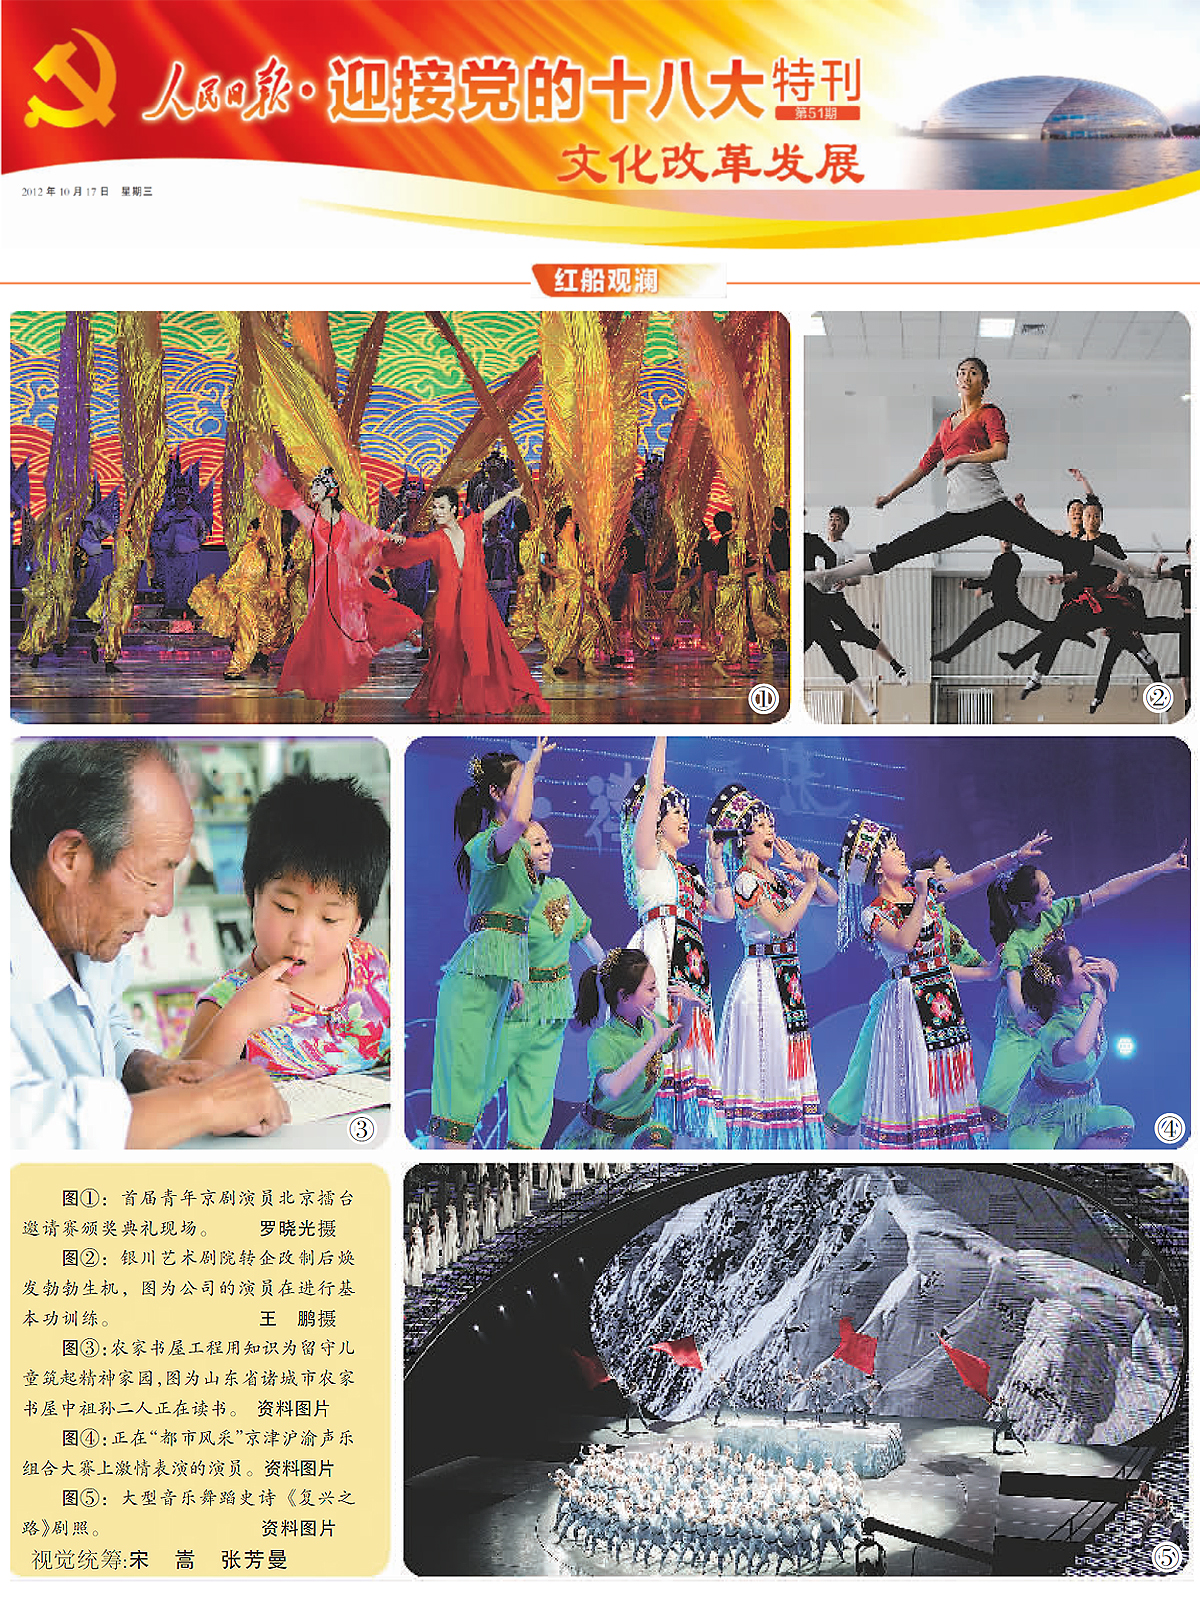 人民日报·迎接党的十八大 特刊
第51期
文化改革发展
2012年10月17日 星期三
红船观澜
①
②
③
④
⑤
图①：首届青年京剧演员北京擂台
邀请赛颁奖典礼现场。 罗晓光摄
图②：银川艺术剧院转企改制后焕
发勃勃生机，图为公司的演员在进行基
本功训练。 王 鹏摄
图③:农家书屋工程用知识为留守儿
童筑起精神家园,图为山东省诸城市农家
书屋中祖孙二人正在读书。 资料图片
图④:正在“都市风采”京津沪渝声乐
组合大赛上激情表演的演员。资料图片
图⑤：大型音乐舞蹈史诗《复兴之
路》剧照。 资料图片
视觉统筹:宋 嵩 张芳曼